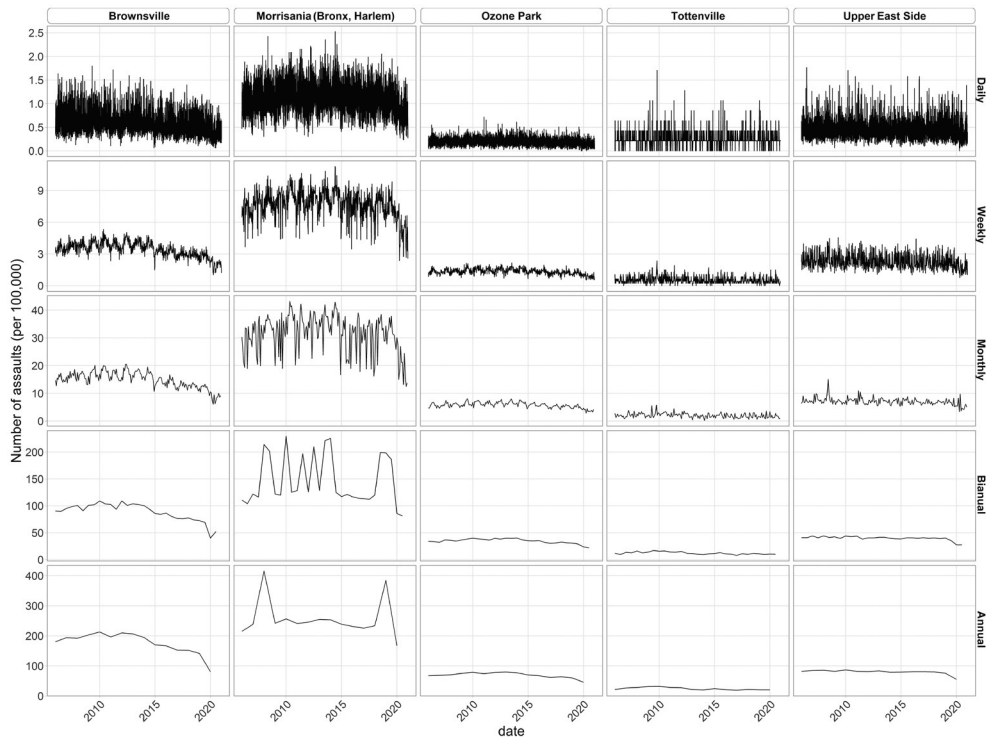 Brownsville
Morrisania (Bronx, Harlem)
Ozone Park
Tottenville
Upper East Side
Number of assaults (per 100,000)
2.5
2.0
1.5
1.0
0.5
0.0
Daily
9
6
3
0
Weekly
40
30
20
10
0
Monthly
200
150
100
50
0
Bianual
400
300
200
100
0
Annual
2010 2015 2020 2010 2015 2020 2010 2015 2020 2010 2015 2020 2010 2015 2020
date